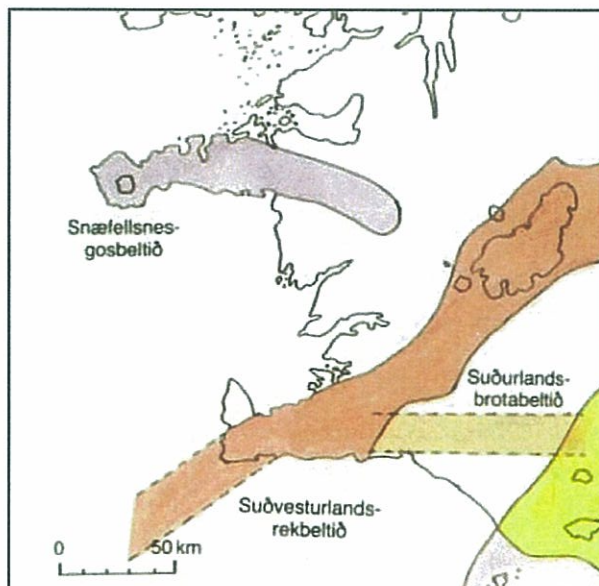 Snæfellsnes-
gosbeltið
Suðurlands-
brotabeltið
Suðvesturlands-
rekbeltið
0 50 km